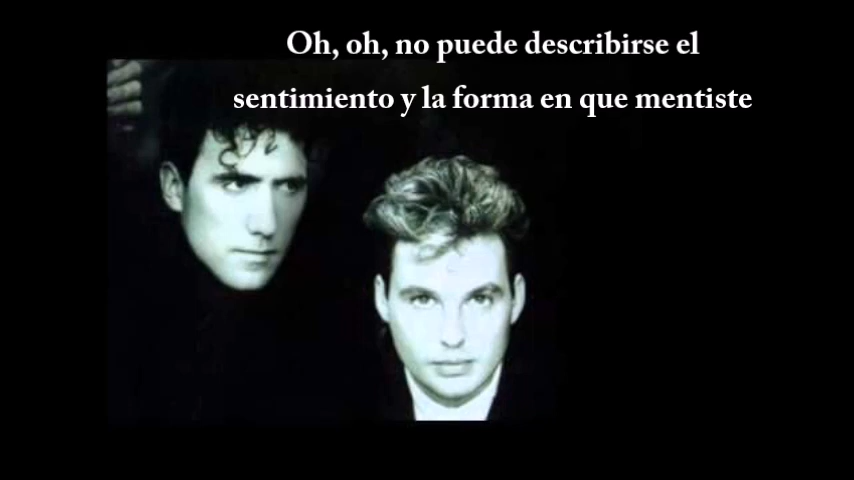 Oh, oh, no puede describirse el
sentimiento y la forma en que mentiste